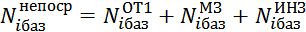 N_{iбаз}^{непоср} = N_{iбаз}^{ОТ1} + N_{iбаз}^{МЗ} + N_{iбаз}^{ИНЗ}